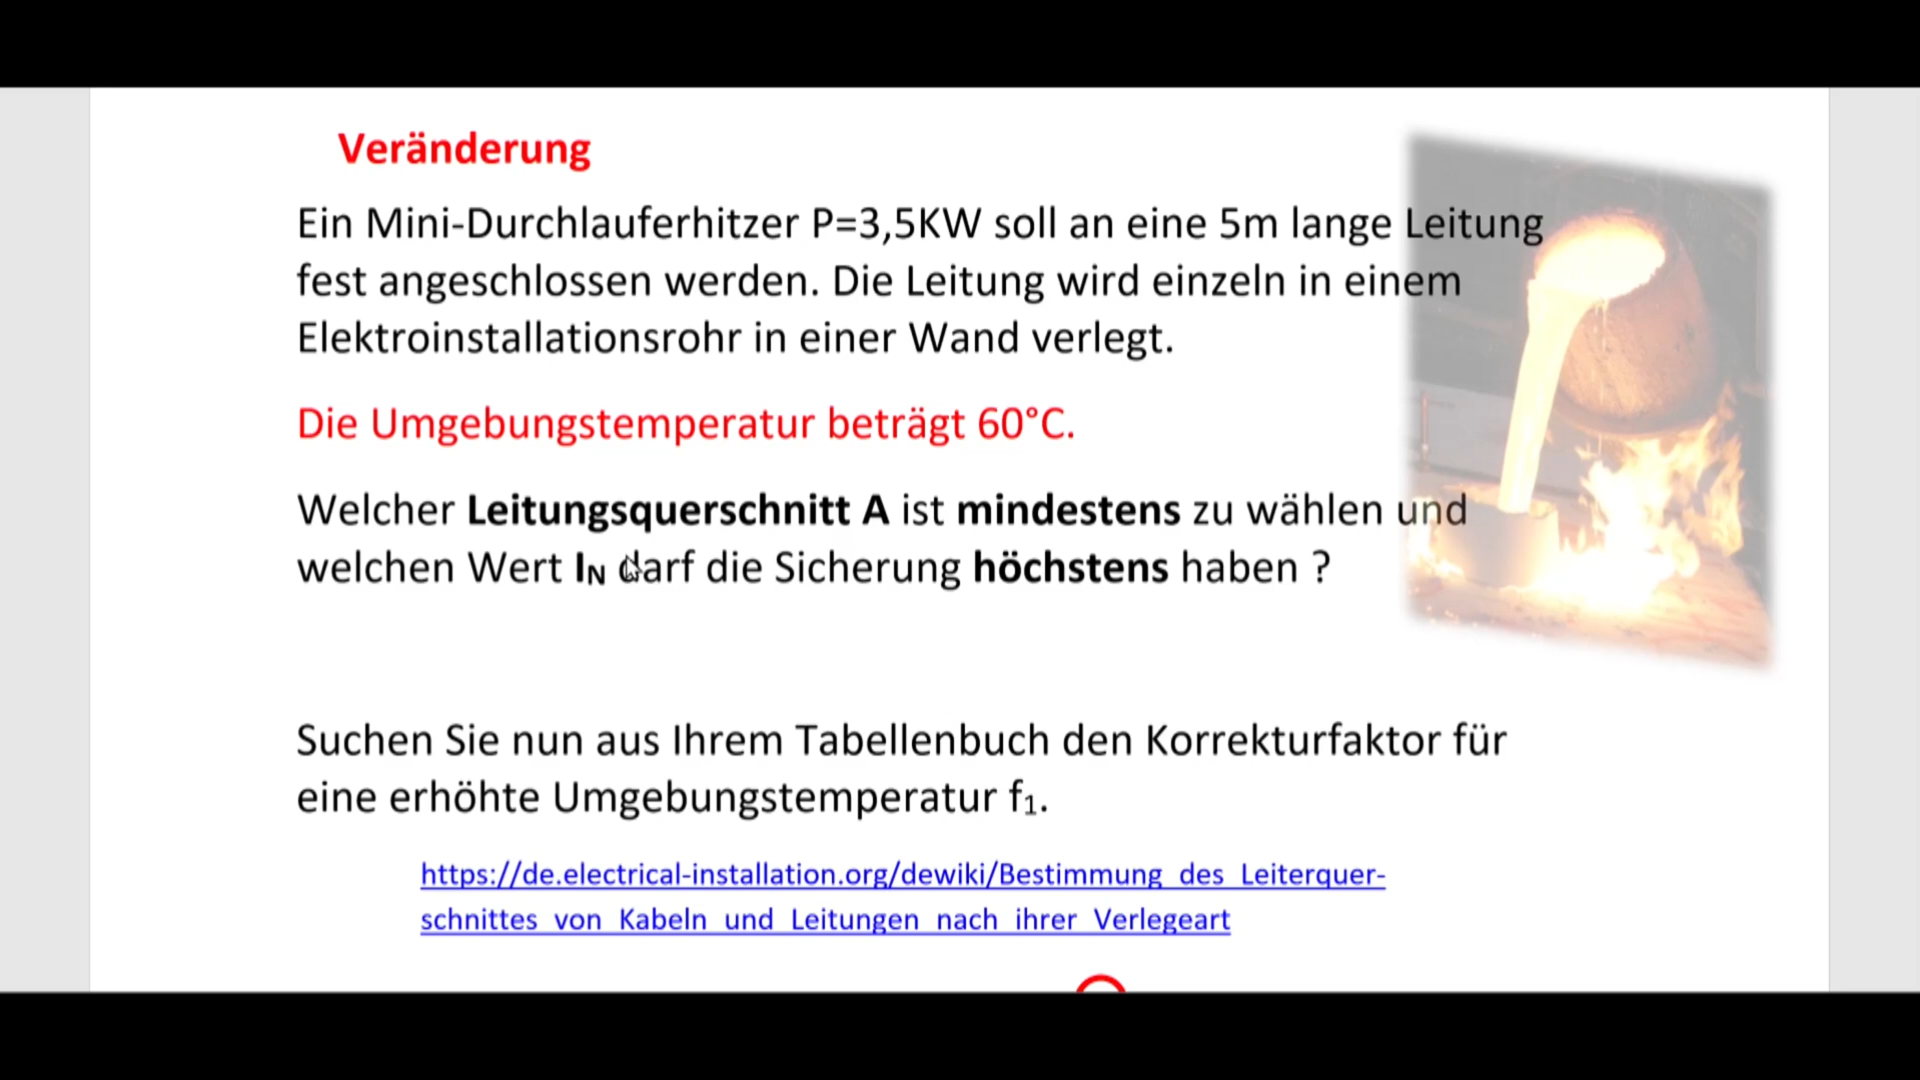 Veränderung
Ein Mini-Durchlauferhitzer P=3,5KW soll an eine 5m lange Leitung
fest angeschlossen werden. Die Leitung wird einzeln in einem
Elektroinstallationsrohr in einer Wand verlegt.
Die Umgebungstemperatur beträgt 60°C.
Welcher Leitungsquerschnitt A ist mindestens zu wählen und
welchen Wert IN darf die Sicherung höchstens haben ?
Suchen Sie nun aus Ihrem Tabellenbuch den Korrekturfaktor für
eine erhöhte Umgebungstemperatur f₁.
https://de.electrical-installation.org/dewiki/Bestimmung_des_Leiterquer-
schnittes_von_Kabeln_und_Leitungen_nach_ihrer_Verlegeart